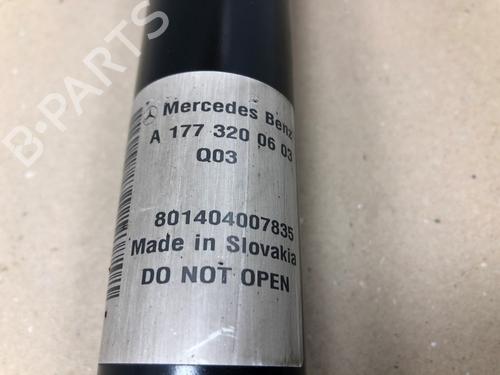 Mercedes Benz
A 177 320 06 03
Q03
801404007835
Made in Slovakia
DO NOT OPEN
B-PARTS